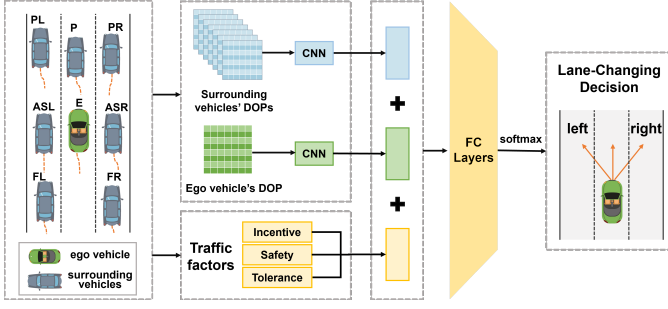 PL
P
PR
ASL
E
ASR
FL
FR
ego vehicle
surrounding
vehicles
CNN
Surrounding
vehicles' DOPs
CNN
Ego vehicle's DOP
Traffic
factors
Incentive
Safety
Tolerance
+
+
FC
Layers
softmax
Lane-Changing
Decision
left
right